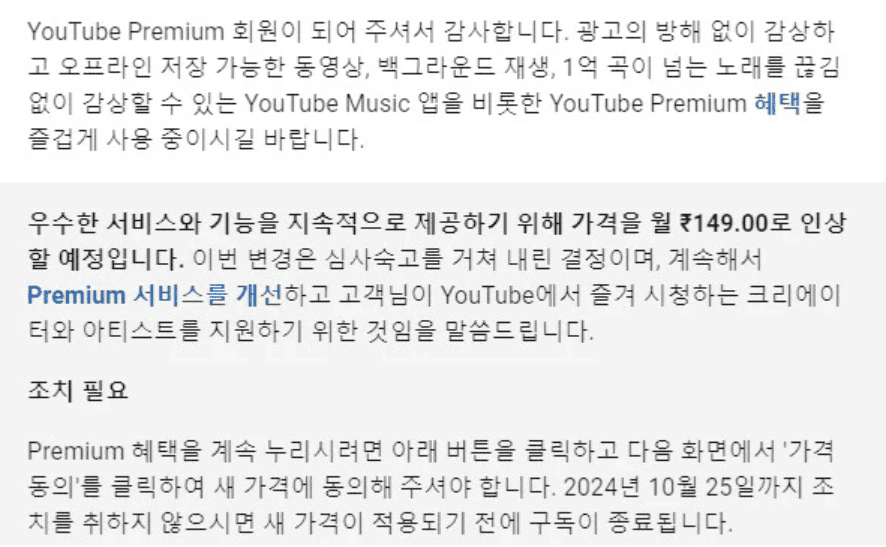 YouTube Premium 회원이 되어 주셔서 감사합니다. 광고의 방해 없이 감상하
고 오프라인 저장 가능한 동영상, 백그라운드 재생, 1억 곡이 넘는 노래를 끊김
없이 감상할 수 있는 YouTube Music 앱을 비롯한 YouTube Premium 혜택을
즐겁게 사용 중이시길 바랍니다.
우수한 서비스와 기능을 지속적으로 제공하기 위해 가격을 월 ₹149.00로 인상
할 예정입니다. 이번 변경은 심사숙고를 거쳐 내린 결정이며, 계속해서
Premium 서비스를 개선하고 고객님이 YouTube에서 즐겨 시청하는 크리에이
터와 아티스트를 지원하기 위한 것임을 말씀드립니다.
조치 필요
Premium 혜택을 계속 누리시려면 아래 버튼을 클릭하고 다음 화면에서 '가격
동의'를 클릭하여 새 가격에 동의해 주셔야 합니다. 2024년 10월 25일까지 조
치를 취하지 않으시면 새 가격이 적용되기 전에 구독이 종료됩니다.